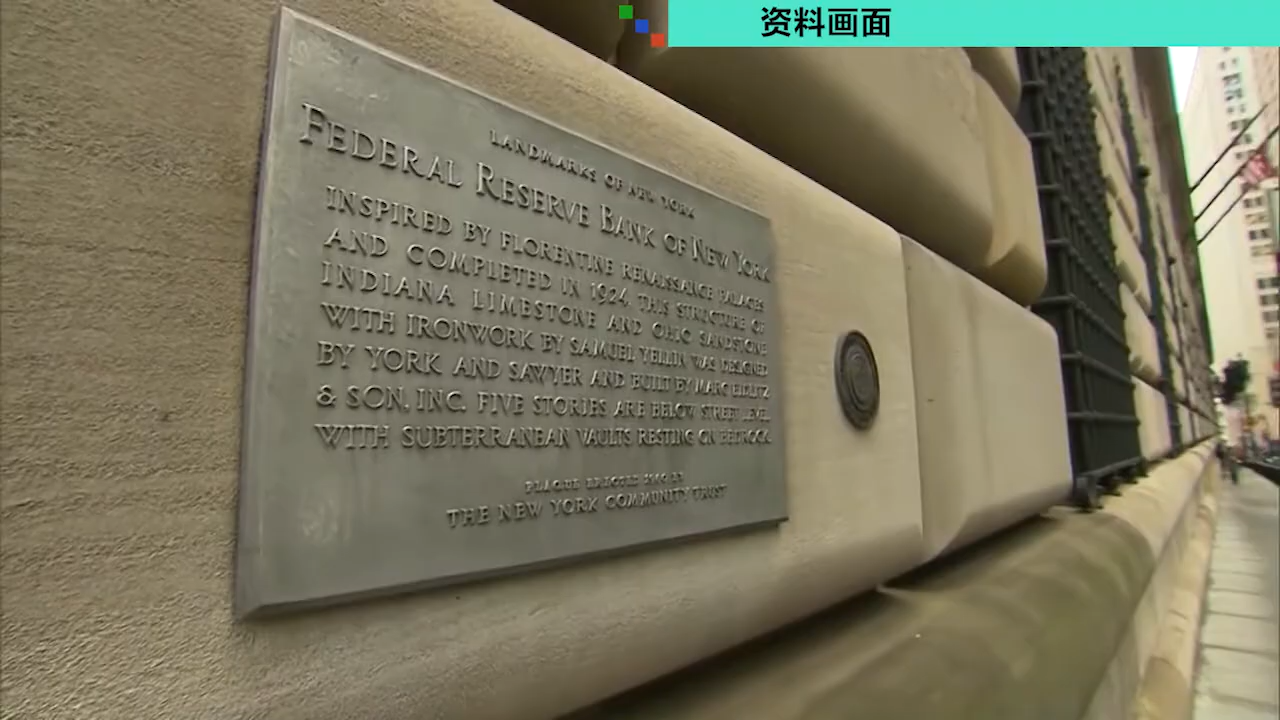 资料画面
LANDMARKS OF NEW YORK
FEDERAL RESERVE BANK OF NEW YORK
INSPIRED BY FLORENTINE RENAISSANCE PALACES
AND COMPLETED IN 1924, THIS STRUCTURE OF
INDIANA LIMESTONE AND OHIO SANDSTONE
WITH IRONWORK BY SAMUEL YELLIN WAS DESIGNED
BY YORK AND SAWYER AND BUILT BY MARC EIDLITZ
& SON, INC. FIVE STORIES ARE BELOW STREET LEVEL
WITH SUBTERRANEAN VAULTS RESTING ON BEDROCK
PLAQUE ERECTED BY
THE NEW YORK COMMUNITY TRUST